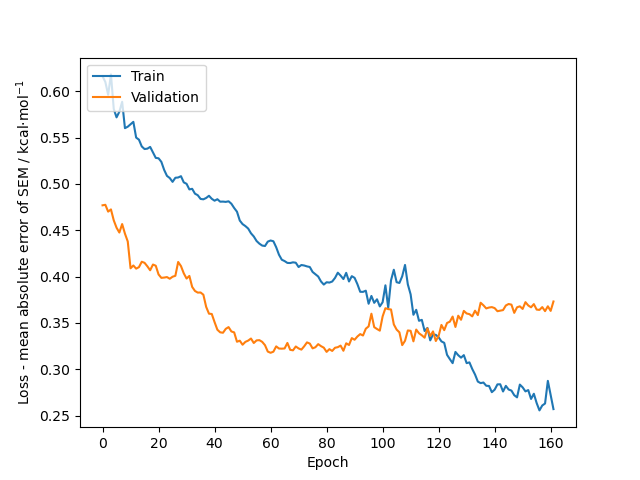 Train
Validation
0.60
0.55
0.50
0.45
0.40
0.35
0.30
0.25
Loss - mean absolute error of SEM / kcal·mol⁻¹
0 20 40 60 80 100 120 140 160
Epoch